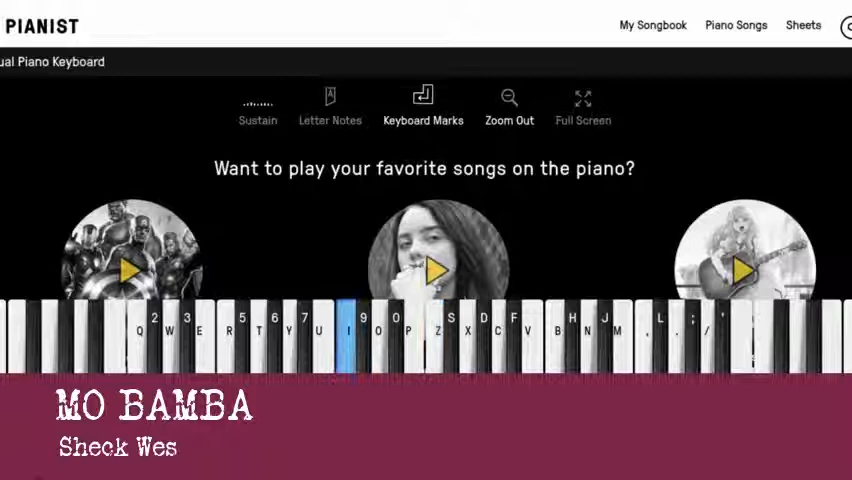 PIANIST
My Songbook Piano Songs Sheets
ual Piano Keyboard
Sustain Letter Notes Keyboard Marks Zoom Out Full Screen
Want to play your favorite songs on the piano?
2 3 5 6 7 9 0 S D F H J L ; '
Q W E R T Y U I O P Z X C V B N M , . /
MO BAMBA
Sheck Wes